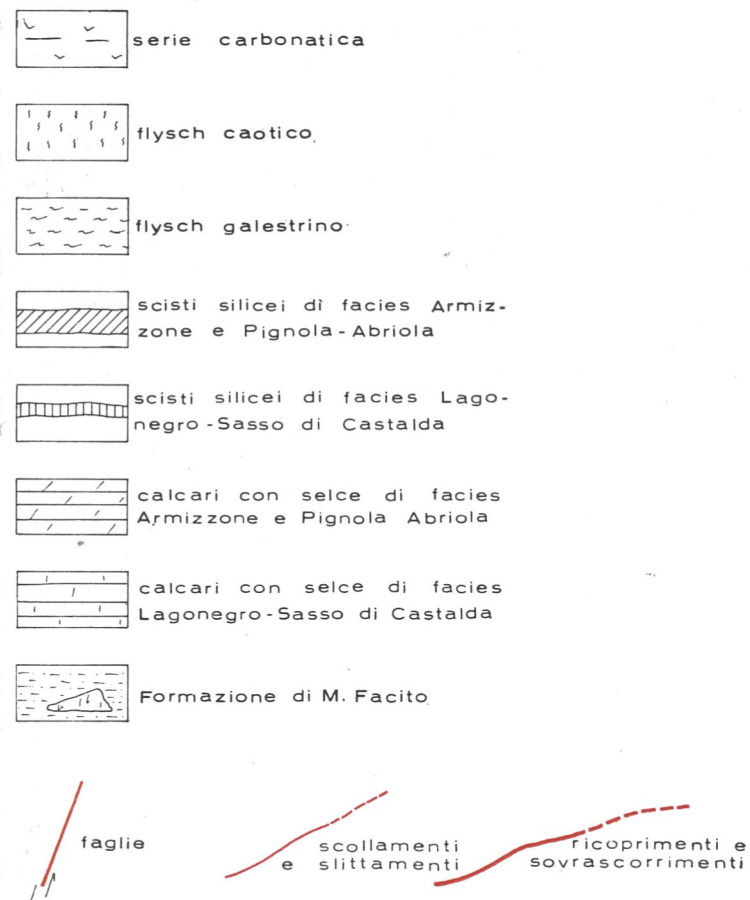 serie carbonatica
flysch caotico
flysch galestrino
scisti silicei di facies Armiz-
zone e Pignola-Abriola
scisti silicei di facies Lago-
negro-Sasso di Castalda
calcari con selce di facies
Armizzone e Pignola Abriola
calcari con selce di facies
Lagonegro-Sasso di Castalda
Formazione di M. Facito
faglie
scollamenti
e slittamenti
ricoprimenti e
sovrascorrimenti